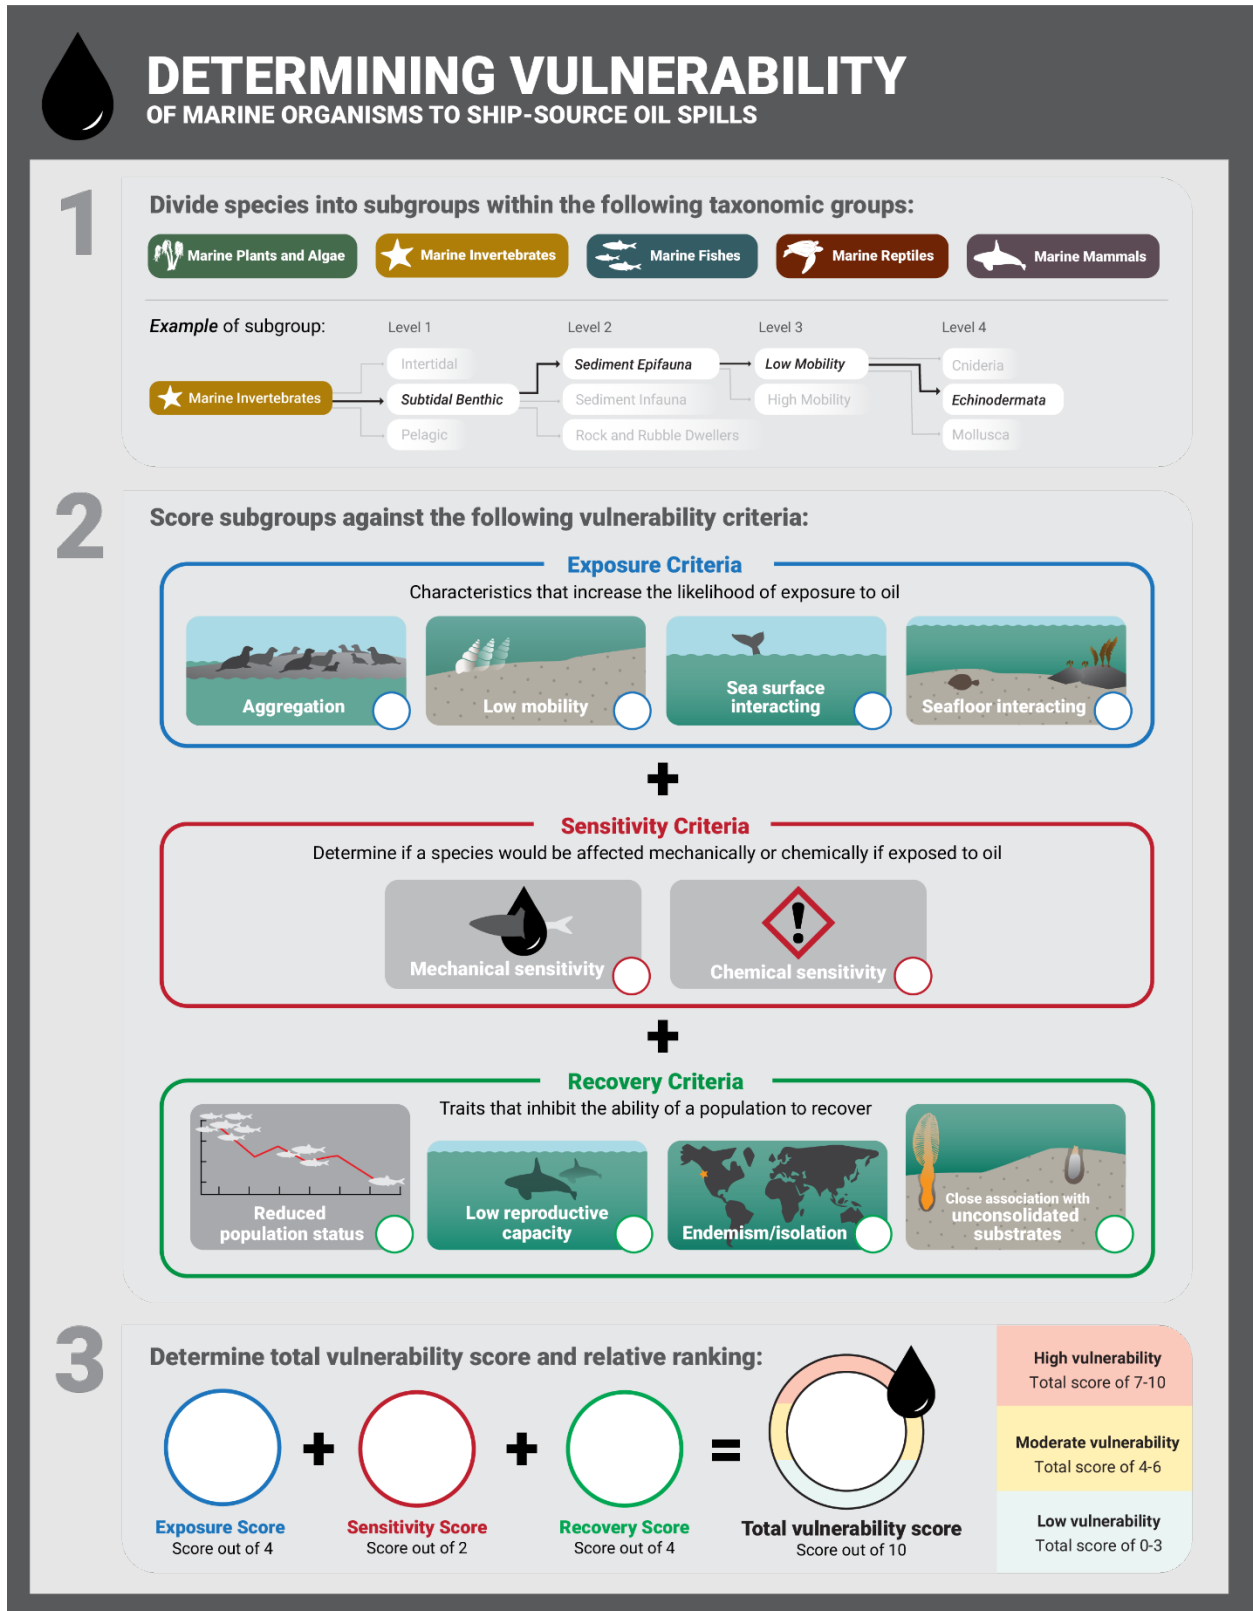 DETERMINING VULNERABILITY
OF MARINE ORGANISMS TO SHIP-SOURCE OIL SPILLS
1
Divide species into subgroups within the following taxonomic groups:
Marine Plants and Algae
Marine Invertebrates
Marine Fishes
Marine Reptiles
Marine Mammals
Example of subgroup:
Level 1
Level 2
Level 3
Level 4
Marine Invertebrates
Intertidal
Subtidal Benthic
Pelagic
Sediment Epifauna
Sediment Infauna
Rock and Rubble Dwellers
Low Mobility
High Mobility
Cnideria
Echinodermata
Mollusca
2
Score subgroups against the following vulnerability criteria:
Exposure Criteria
Characteristics that increase the likelihood of exposure to oil
Aggregation
Low mobility
Sea surface
interacting
Seafloor interacting
+
Sensitivity Criteria
Determine if a species would be affected mechanically or chemically if exposed to oil
Mechanical sensitivity
!
Chemical sensitivity
+
Recovery Criteria
Traits that inhibit the ability of a population to recover
Reduced
population status
Low reproductive
capacity
Endemism/isolation
Close association with
unconsolidated
substrates
3
Determine total vulnerability score and relative ranking:
+
+
=
Exposure Score
Score out of 4
Sensitivity Score
Score out of 2
Recovery Score
Score out of 4
Total vulnerability score
Score out of 10
High vulnerability
Total score of 7-10
Moderate vulnerability
Total score of 4-6
Low vulnerability
Total score of 0-3